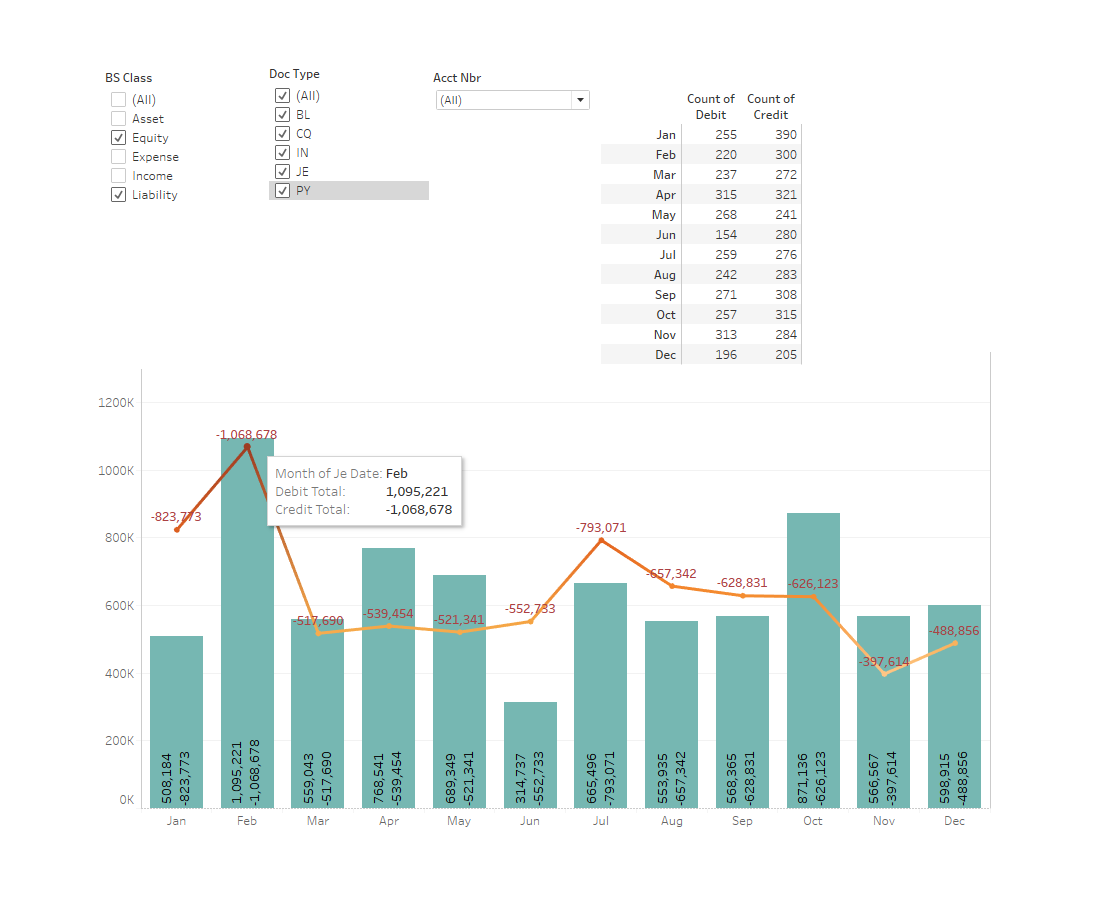 BS Class
(All)
Asset
Equity
Expense
Income
Liability
Doc Type
(All)
BL
CQ
IN
JE
PY
Acct Nbr
(All)
Count of Debit Count of Credit
Jan 255 390
Feb 220 300
Mar 237 272
Apr 315 321
May 268 241
Jun 154 280
Jul 259 276
Aug 242 283
Sep 271 308
Oct 257 315
Nov 313 284
Dec 196 205
1200K
1000K
800K
600K
400K
200K
0K
-823,773
-1,068,678
-517,690
-539,454
-521,341
-552,733
-793,071
-657,342
-628,831
-626,123
-397,614
-488,856
Month of Je Date: Feb
Debit Total: 1,095,221
Credit Total: -1,068,678
508,184
-823,773
1,095,221
-1,068,678
559,043
-517,690
768,541
-539,454
689,349
-521,341
314,737
-552,733
665,496
-793,071
553,935
-657,342
568,365
-628,831
871,136
-626,123
566,567
-397,614
598,915
-488,856
Jan Feb Mar Apr May Jun Jul Aug Sep Oct Nov Dec